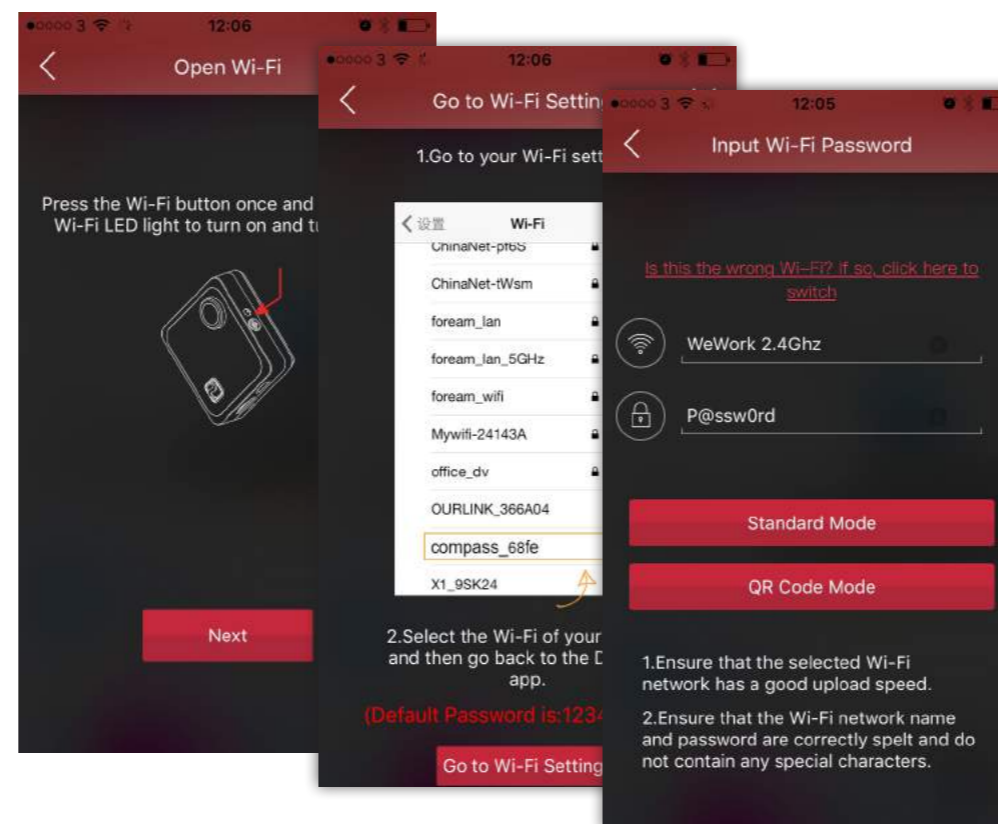 3
12:06
Open Wi-Fi
Press the Wi-Fi button once and
Wi-Fi LED light to turn on and
Next
3
12:06
Go to Wi-Fi
1.Go to your Wi-Fi
设置
Wi-Fi
ChinaNet-pf6S
ChinaNet-tWsm
foream_lan
foream_lan_5GHz
foream_wifi
Mywifi-24143A
office_dv
OURLINK_366A04
compass_68fe
X1_9SK24
2.Select the Wi-Fi of your
and then go back to the
app.
(Default Password is:1234
Go to Wi-Fi Setting
3
12:05
Input Wi-Fi Password
Is this the wrong Wi-Fi? If so, click here to
switch
WeWork 2.4Ghz
P@ssw0rd
Standard Mode
QR Code Mode
1.Ensure that the selected Wi-Fi
network has a good upload speed.
2.Ensure that the Wi-Fi network name
and password are correctly spelt and do
not contain any special characters.